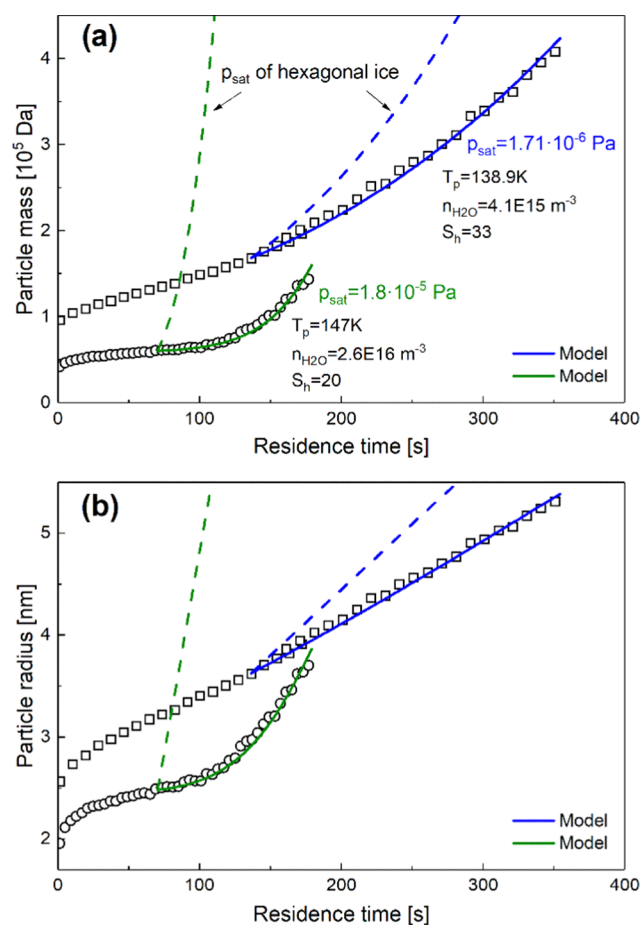 (a)
p_sat of hexagonal ice
p_sat=1.71·10^-6 Pa
T_p=138.9K
n_H2O=4.1E15 m^-3
S_h=33
p_sat=1.8·10^-5 Pa
T_p=147K
n_H2O=2.6E16 m^-3
S_h=20
Model
Model
Particle mass [10^5 Da]
4
3
2
1
0
0 100 200 300 400
Residence time [s]
(b)
Particle radius [nm]
5
4
3
2
Model
Model
0 100 200 300 400
Residence time [s]